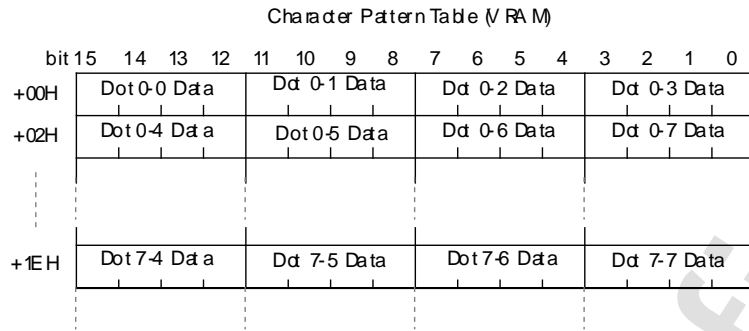 Character Pattern Table (VRAM)
bit 15 14 13 12 11 10 9 8 7 6 5 4 3 2 1 0
+00H Dot 0-0 Data Dot 0-1 Data Dot 0-2 Data Dot 0-3 Data
+02H Dot 0-4 Data Dot 0-5 Data Dot 0-6 Data Dot 0-7 Data
+1EH Dot 7-4 Data Dot 7-5 Data Dot 7-6 Data Dot 7-7 Data